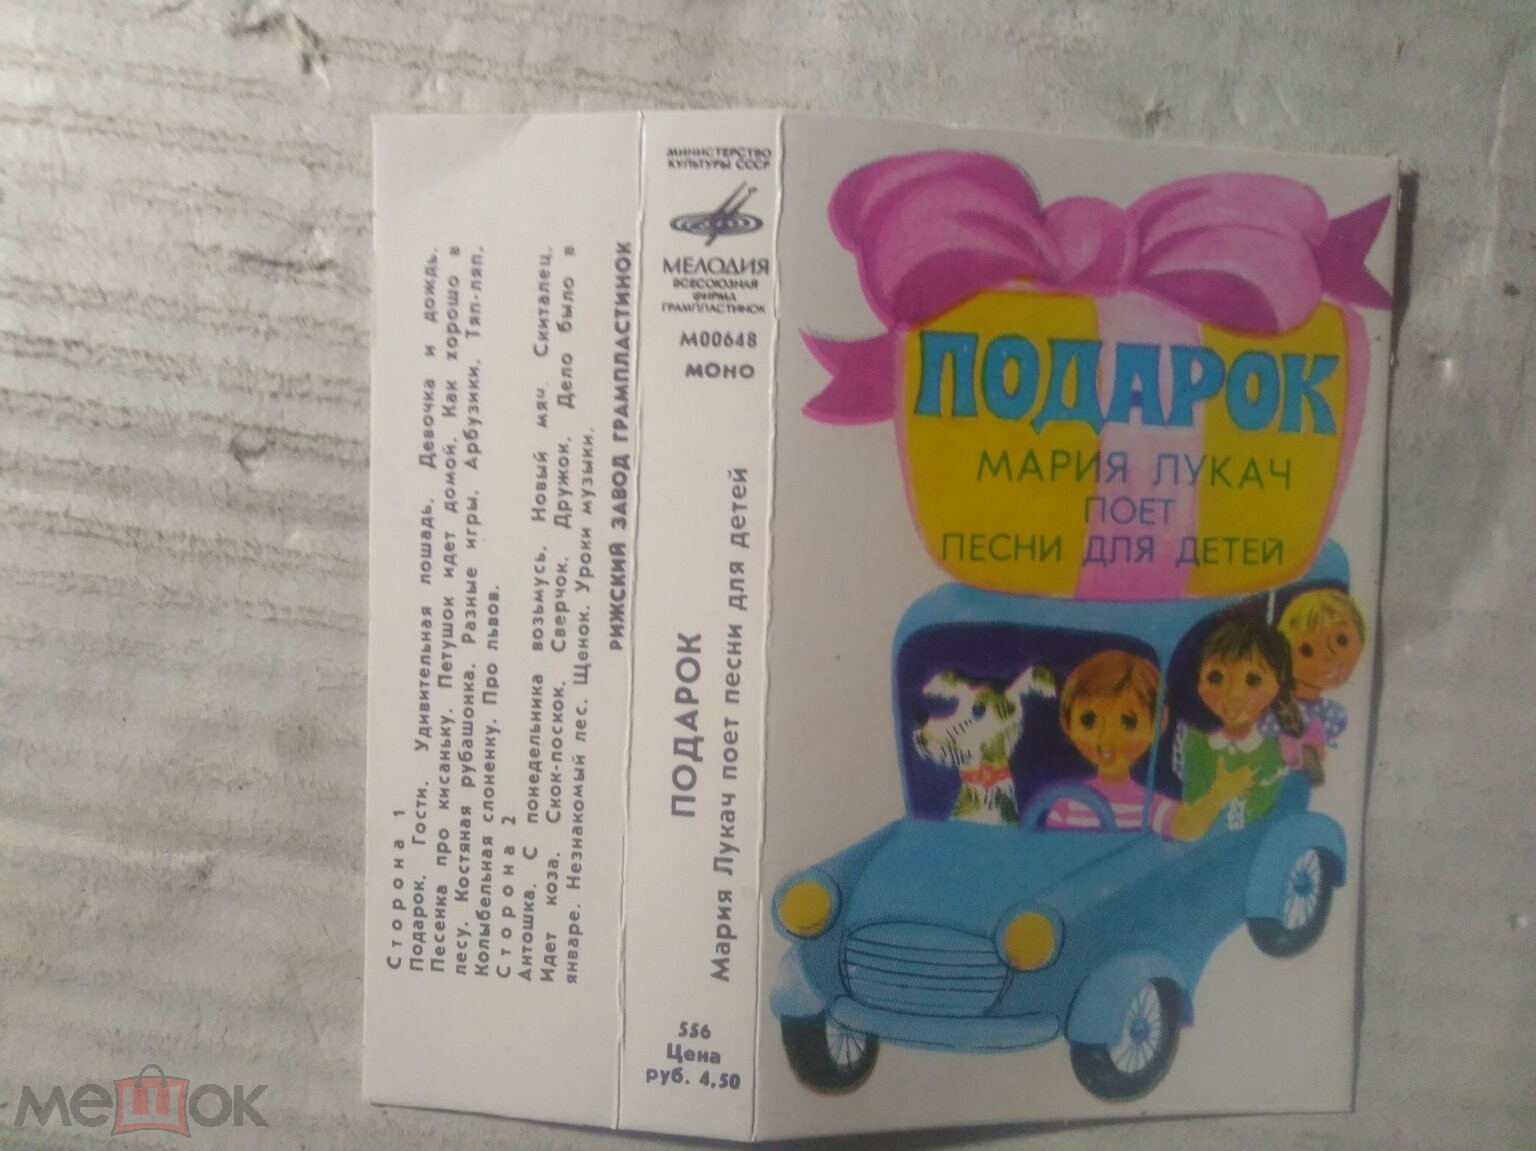 Сторона 1
Подарок. Гости. Удивительная лошадь. Девочка и дождь.
Песенка про кисаньку. Петушок идет домой. Как хорошо в
лесу. Костяная рубашонка. Разные игры. Арбузики. Тяп-ляп.
Колыбельная слоненку. Про львов.
Сторона 2
Антошка. С понедельника возьмусь. Новый мяч. Скиталец.
Идет коза. Скок-поскок. Сверчок. Дружок. Дело было в
январе. Незнакомый лес. Щенок. Уроки музыки.
РИЖСКИЙ ЗАВОД ГРАМПЛАСТИНОК
МИНИСТЕРСТВО
КУЛЬТУРЫ СССР
МЕЛОДИЯ
ВСЕСОЮЗНАЯ
ФИРМА
ГРАМПЛАСТИНОК
М00648
МОНО
ПОДАРОК
Мария Лукач поет песни для детей
556
Цена
руб. 4.50
ПОДАРОК
МАРИЯ ЛУКАЧ
ПОЕТ
ПЕСНИ ДЛЯ ДЕТЕЙ
мешок